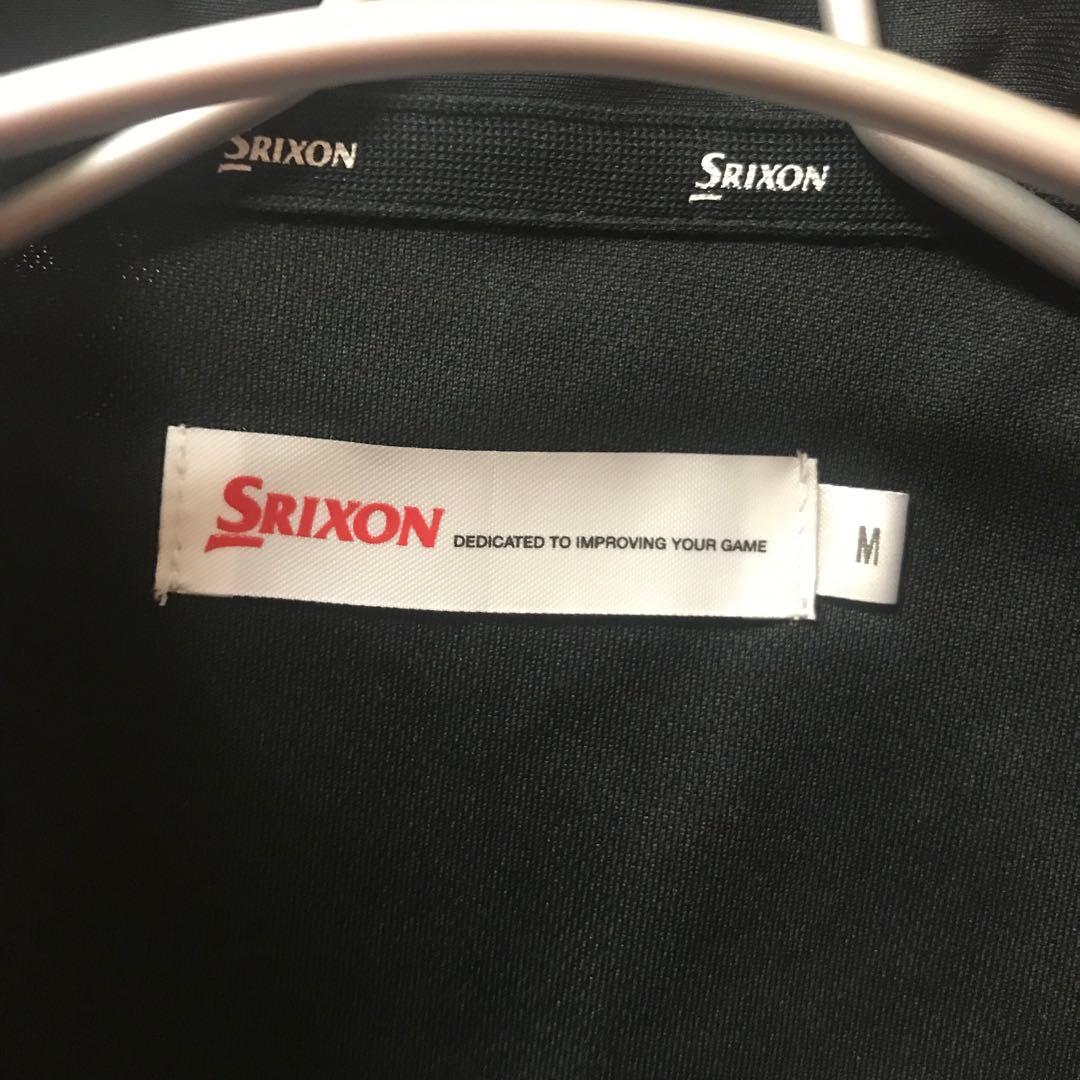 SRIXON SRIXON
SRIXON DEDICATED TO IMPROVING YOUR GAME M